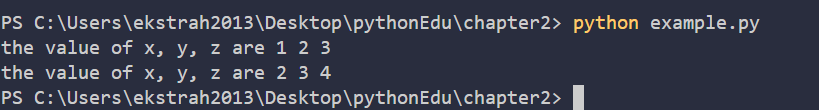 PS C:\Users\ekstrah2013\Desktop\pythonEdu\chapter2> python example.py
the value of x, y, z are 1 2 3
the value of x, y, z are 2 3 4
PS C:\Users\ekstrah2013\Desktop\pythonEdu\chapter2>